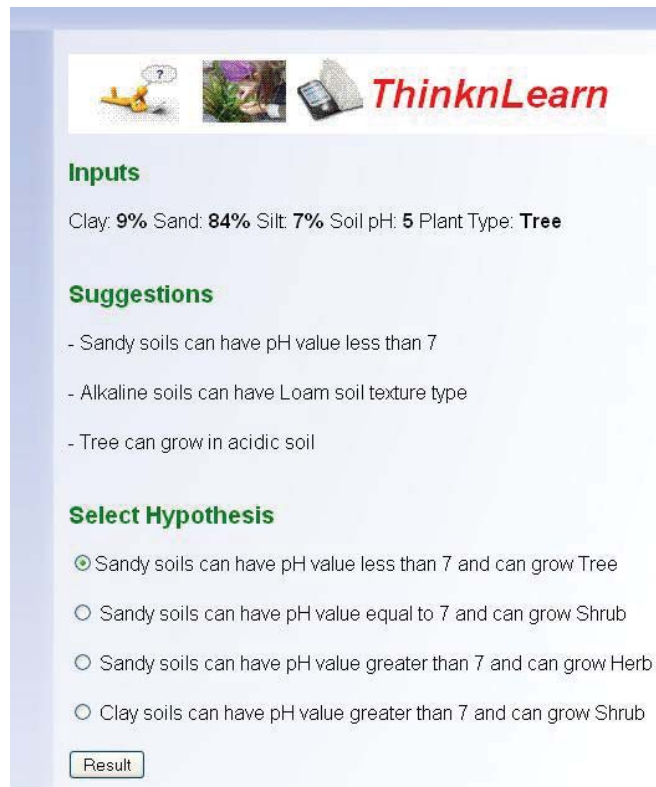 ?
ThinknLearn
Inputs
Clay: 9% Sand: 84% Silt: 7% Soil pH: 5 Plant Type: Tree
Suggestions
- Sandy soils can have pH value less than 7
- Alkaline soils can have Loam soil texture type
- Tree can grow in acidic soil
Select Hypothesis
Sandy soils can have pH value less than 7 and can grow Tree
Sandy soils can have pH value equal to 7 and can grow Shrub
Sandy soils can have pH value greater than 7 and can grow Herb
Clay soils can have pH value greater than 7 and can grow Shrub
Result